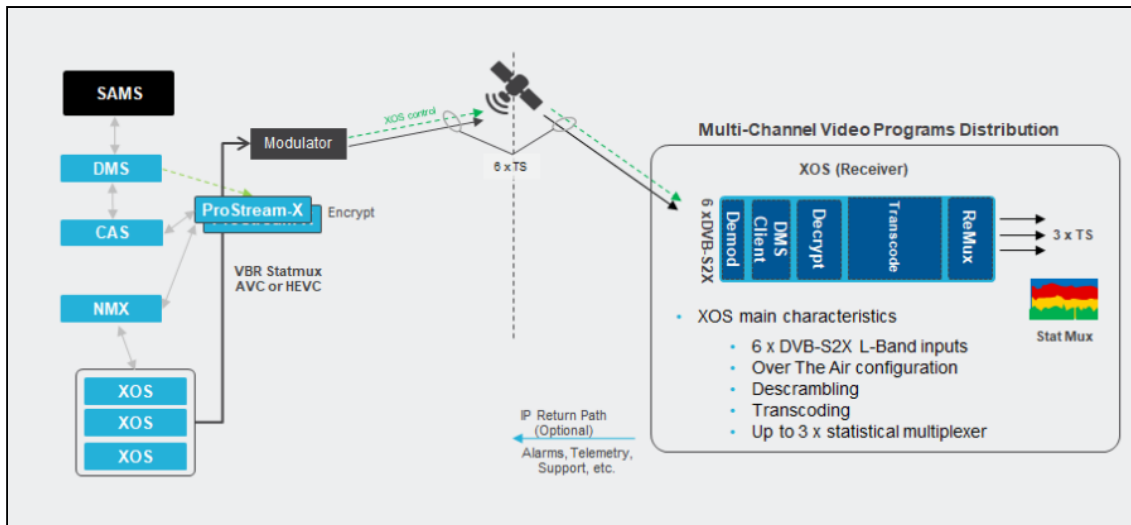 SAMS
DMS
CAS
NMX
XOS
XOS
XOS
ProStream-X
Encrypt
VBR Statmux
AVC or HEVC
Modulator
XOS control
6 x TS
IP Return Path
(Optional)
Alarms, Telemetry,
Support, etc.
Multi-Channel Video Programs Distribution
XOS (Receiver)
6 xDVB-S2X
Demod
DMS
Client
Decrypt
Transcode
ReMux
3 x TS
Stat Mux
• XOS main characteristics
• 6 x DVB-S2X L-Band inputs
• Over The Air configuration
• Descrambling
• Transcoding
• Up to 3 x statistical multiplexer